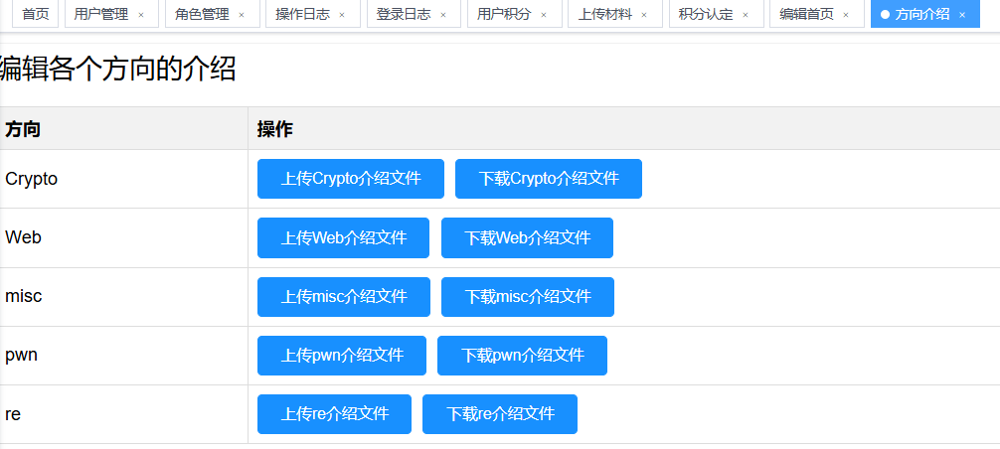 首页 用户管理 × 角色管理 × 操作日志 × 登录日志 × 用户积分 × 上传材料 × 积分认定 × 编辑首页 × 方向介绍 ×
编辑各个方向的介绍
方向 操作
Crypto 上传Crypto介绍文件 下载Crypto介绍文件
Web 上传Web介绍文件 下载Web介绍文件
misc 上传misc介绍文件 下载misc介绍文件
pwn 上传pwn介绍文件 下载pwn介绍文件
re 上传re介绍文件 下载re介绍文件